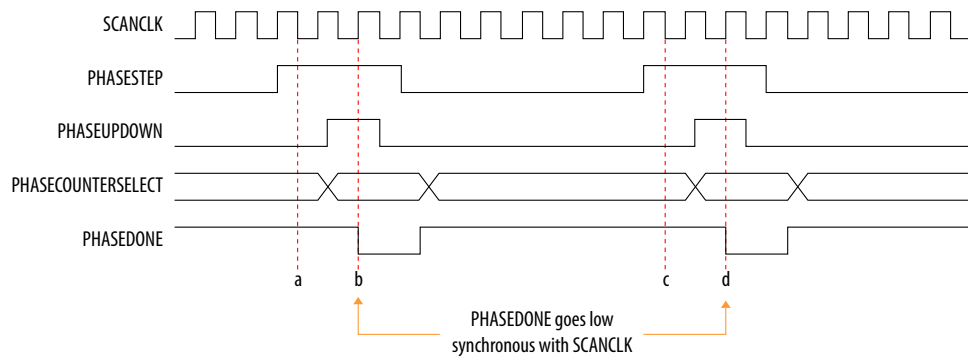 SCANCLK
PHASESTEP
PHASEUPDOWN
PHASECOUNTERSELECT
PHASEDONE
a b c d
PHASEDONE goes low
synchronous with SCANCLK